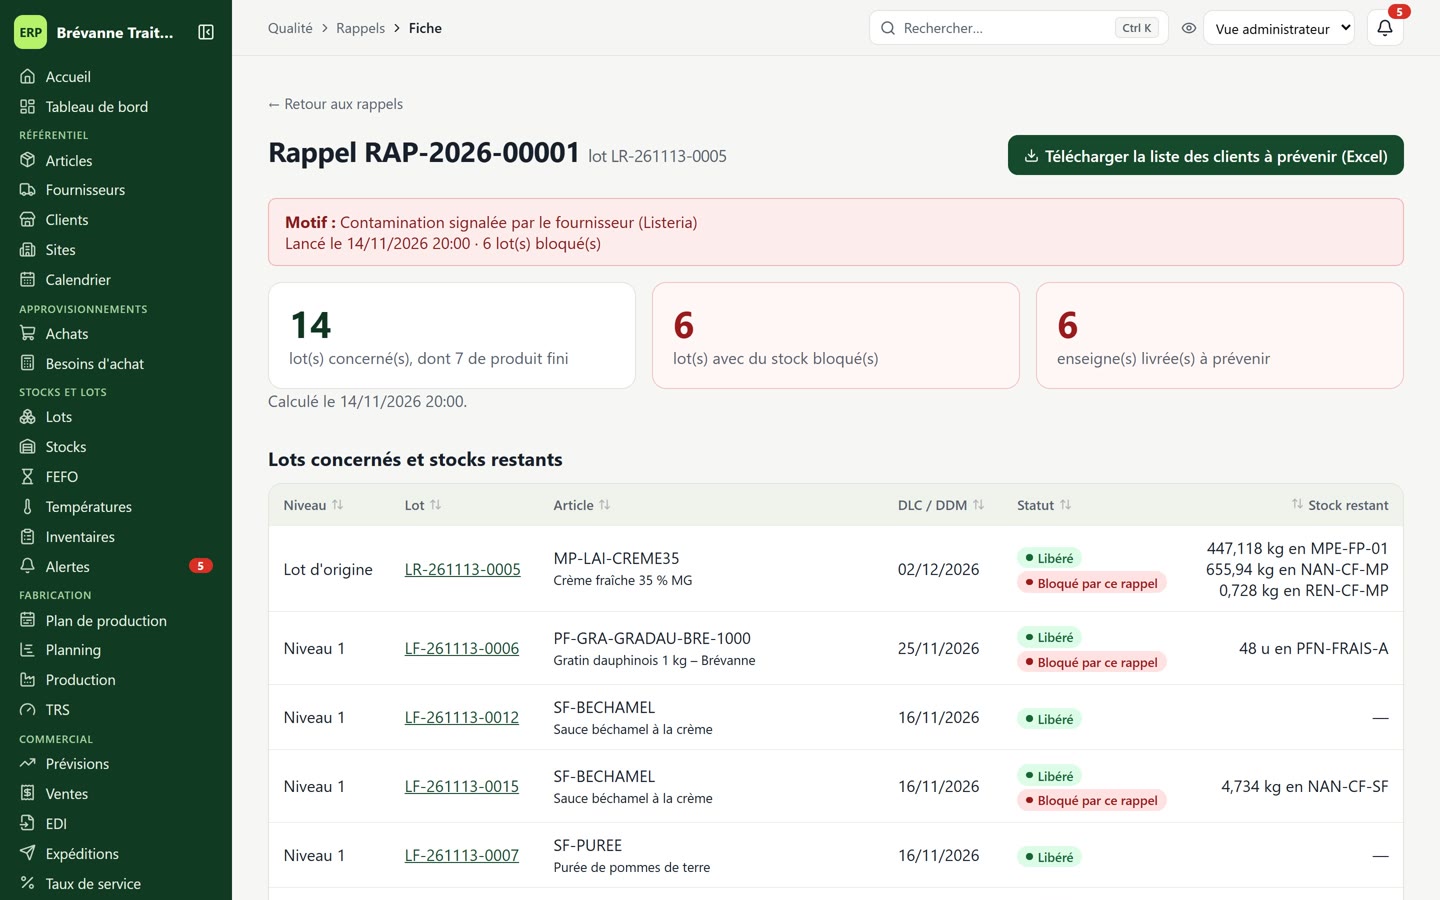 ERP
Brévanne Trait...
Accueil
Tableau de bord
RÉFÉRENTIEL
Articles
Fournisseurs
Clients
Sites
Calendrier
APPROVISIONNEMENTS
Achats
Besoins d'achat
STOCKS ET LOTS
Lots
Stocks
FEFO
Températures
Inventaires
Alertes 5
FABRICATION
Plan de production
Planning
Production
TRS
COMMERCIAL
Prévisions
Ventes
EDI
Expéditions
Taux de service
Qualité > Rappels > Fiche
Rechercher... Ctrl K
Vue administrateur
5
← Retour aux rappels
Rappel RAP-2026-00001 lot LR-261113-0005
Télécharger la liste des clients à prévenir (Excel)
Motif : Contamination signalée par le fournisseur (Listeria)
Lancé le 14/11/2026 20:00 · 6 lot(s) bloqué(s)
14
lot(s) concerné(s), dont 7 de produit fini
6
lot(s) avec du stock bloqué(s)
6
enseigne(s) livrée(s) à prévenir
Calculé le 14/11/2026 20:00.
Lots concernés et stocks restants
Niveau Lot Article DLC / DDM Statut Stock restant
Lot d'origine LR-261113-0005 MP-LAI-CREME35 Crème fraîche 35 % MG 02/12/2026 Libéré Bloqué par ce rappel 447,118 kg en MPE-FP-01
655,94 kg en NAN-CF-MP
0,728 kg en REN-CF-MP
Niveau 1 LF-261113-0006 PF-GRA-GRADAU-BRE-1000 Gratin dauphinois 1 kg – Brévanne 25/11/2026 Libéré Bloqué par ce rappel 48 u en PFN-FRAIS-A
Niveau 1 LF-261113-0012 SF-BECHAMEL Sauce béchamel à la crème 16/11/2026 Libéré —
Niveau 1 LF-261113-0015 SF-BECHAMEL Sauce béchamel à la crème 16/11/2026 Libéré Bloqué par ce rappel 4,734 kg en NAN-CF-SF
Niveau 1 LF-261113-0007 SF-PUREE Purée de pommes de terre 16/11/2026 Libéré —